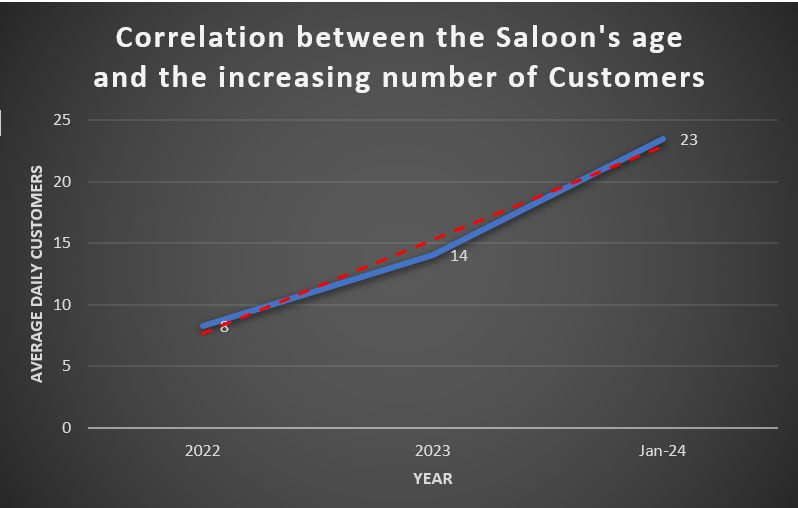 Correlation between the Saloon's age
and the increasing number of Customers
25
20
15
10
5
0
AVERAGE DAILY CUSTOMERS
8
14
23
2022
2023
Jan-24
YEAR